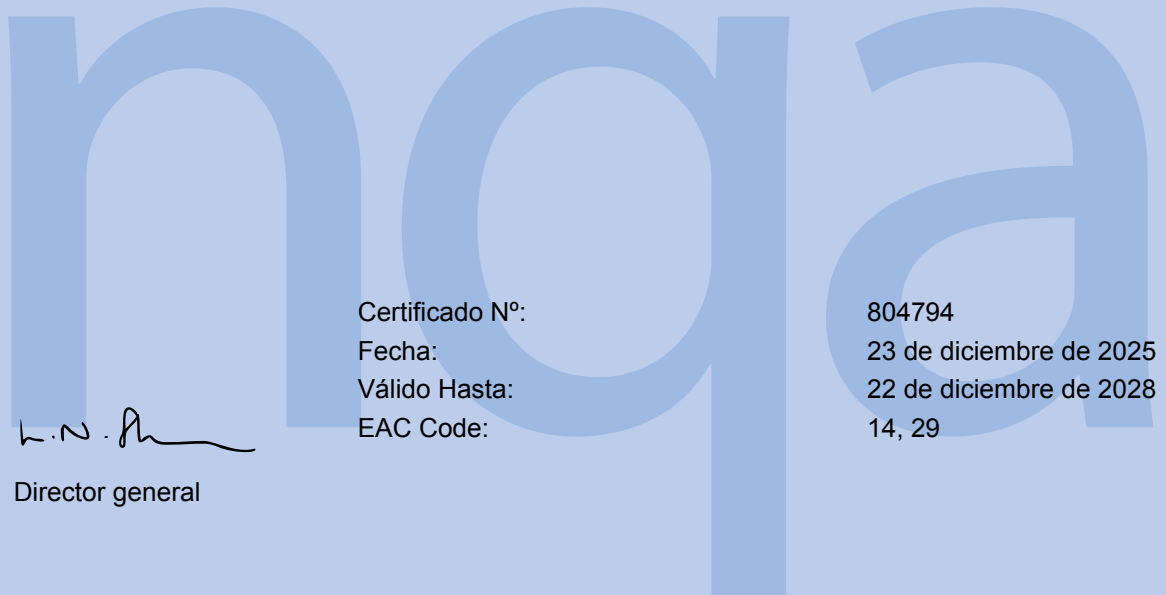 nqa
Certificado Nº: 804794
Fecha: 23 de diciembre de 2025
Válido Hasta: 22 de diciembre de 2028
EAC Code: 14, 29
Director general